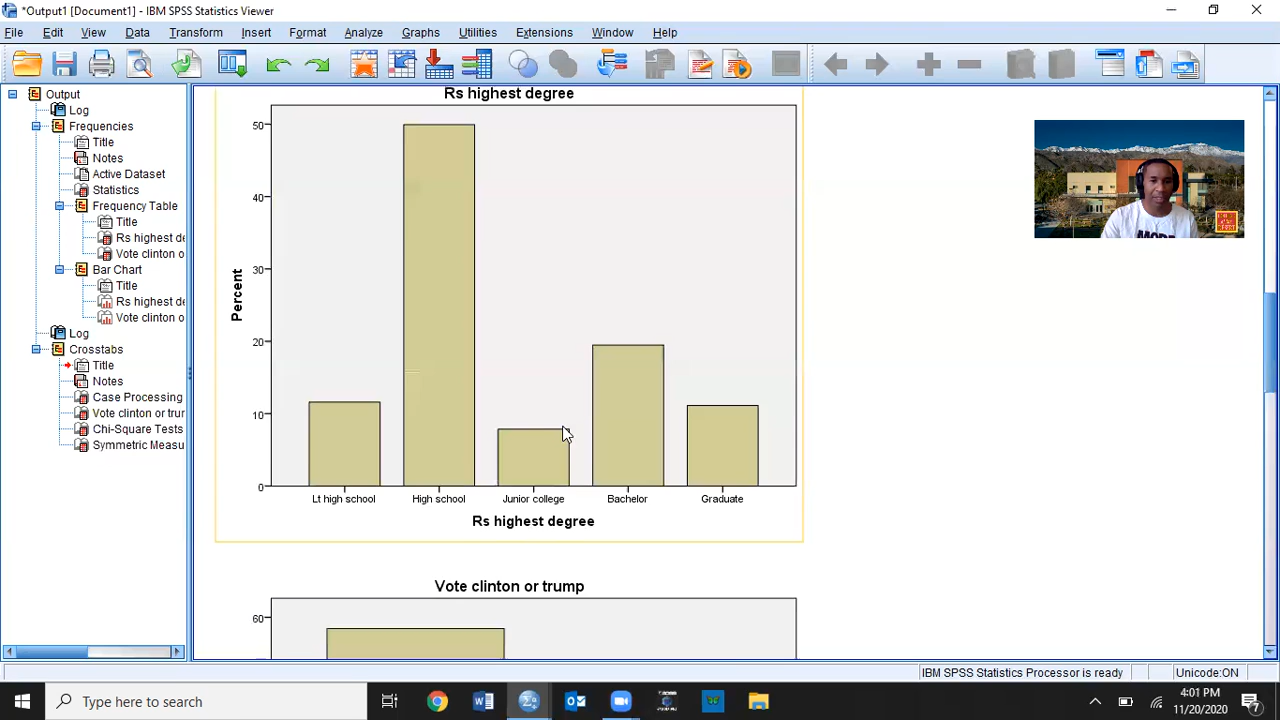 *Output1 [Document1] - IBM SPSS Statistics Viewer
File Edit View Data Transform Insert Format Analyze Graphs Utilities Extensions Window Help
Output
Log
Frequencies
Title
Notes
Active Dataset
Statistics
Frequency Table
Title
Rs highest de
Vote clinton o
Bar Chart
Title
Rs highest de
Vote clinton o
Log
Crosstabs
Title
Notes
Case Processing
Vote clinton or trur
Chi-Square Tests
Symmetric Measu
Rs highest degree
Percent
50
40
30
20
10
0
Lt high school High school Junior college Bachelor Graduate
Rs highest degree
Vote clinton or trump
60
IBM SPSS Statistics Processor is ready Unicode:ON
Type here to search
4:01 PM
11/20/2020
7